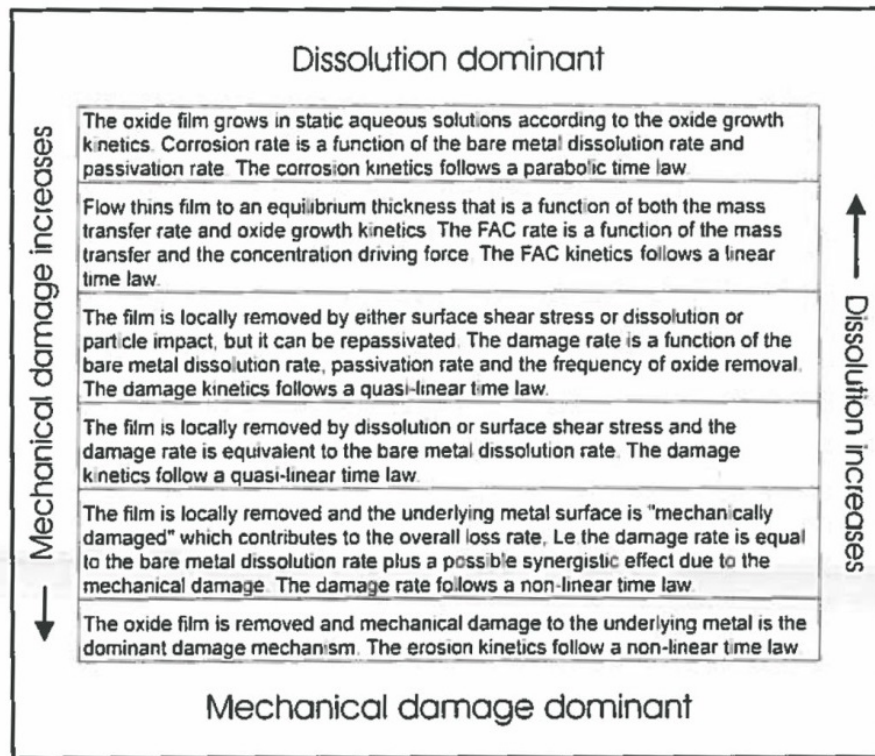 Dissolution dominant
Mechanical damage increases
The oxide film grows in static aqueous solutions according to the oxide growth
kinetics. Corrosion rate is a function of the bare metal dissolution rate and
passivation rate. The corrosion kinetics follows a parabolic time law.
Flow thins film to an equilibrium thickness that is a function of both the mass
transfer rate and oxide growth kinetics. The FAC rate is a function of the mass
transfer and the concentration driving force. The FAC kinetics follows a linear
time law.
The film is locally removed by either surface shear stress or dissolution or
particle impact, but it can be repassivated. The damage rate is a function of the
bare metal dissolution rate, passivation rate and the frequency of oxide removal.
The damage kinetics follows a quasi-linear time law.
The film is locally removed by dissolution or surface shear stress and the
damage rate is equivalent to the bare metal dissolution rate. The damage
kinetics follow a quasi-linear time law.
The film is locally removed and the underlying metal surface is "mechanically
damaged" which contributes to the overall loss rate, Le the damage rate is equal
to the bare metal dissolution rate plus a possible synergistic effect due to the
mechanical damage. The damage rate follows a non-linear time law.
The oxide film is removed and mechanical damage to the underlying metal is the
dominant damage mechanism. The erosion kinetics follow a non-linear time law.
Dissolution increases
Mechanical damage dominant